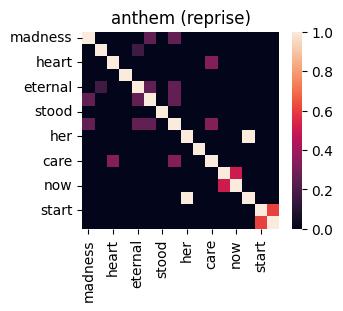 anthem (reprise)
madness
heart
eternal
stood
her
care
now
start
1.0
0.8
0.6
0.4
0.2
0.0
madness
heart
eternal
stood
her
care
now
start